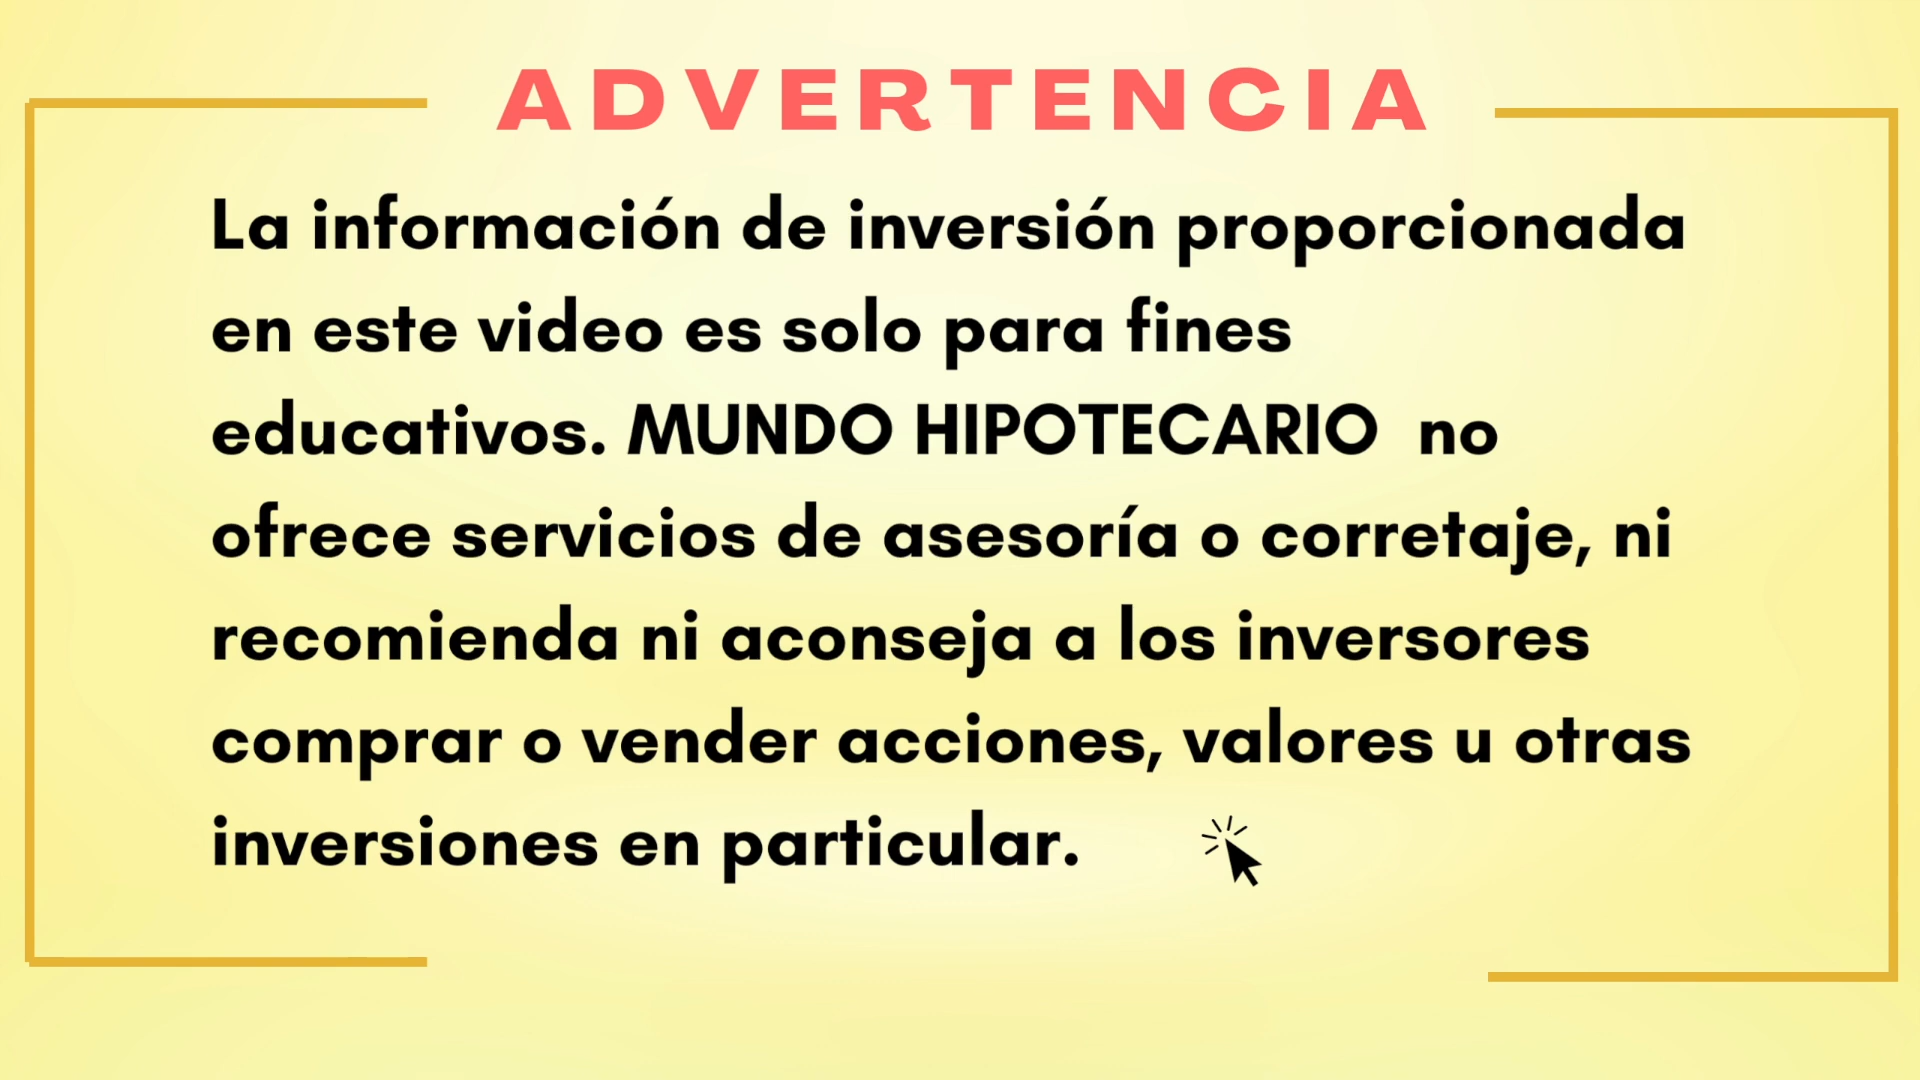 ADVERTENCIA
La información de inversión proporcionada
en este video es solo para fines
educativos. MUNDO HIPOTECARIO no
ofrece servicios de asesoría o corretaje, ni
recomienda ni aconseja a los inversores
comprar o vender acciones, valores u otras
inversiones en particular.